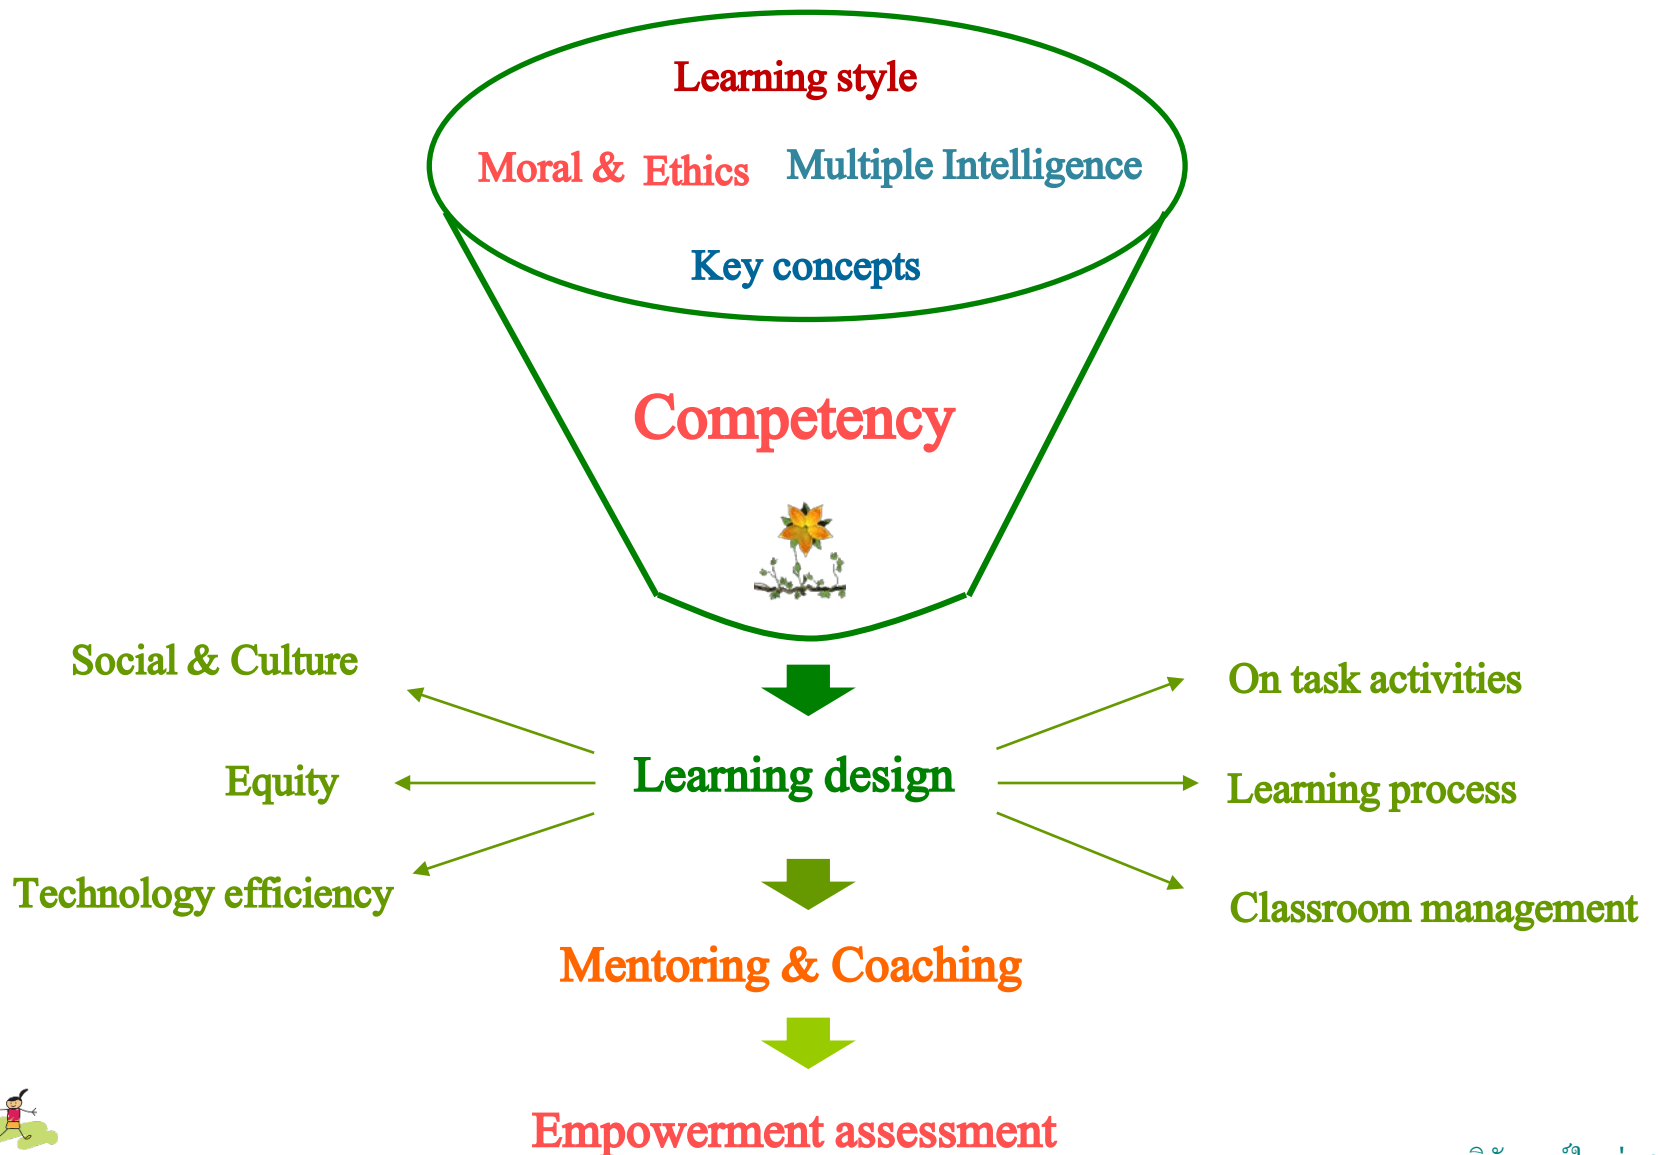 Learning style
Moral & Ethics Multiple Intelligence
Key concepts
Competency
Social & Culture
On task activities
Equity
Learning design
Learning process
Technology efficiency
Classroom management
Mentoring & Coaching
Empowerment assessment